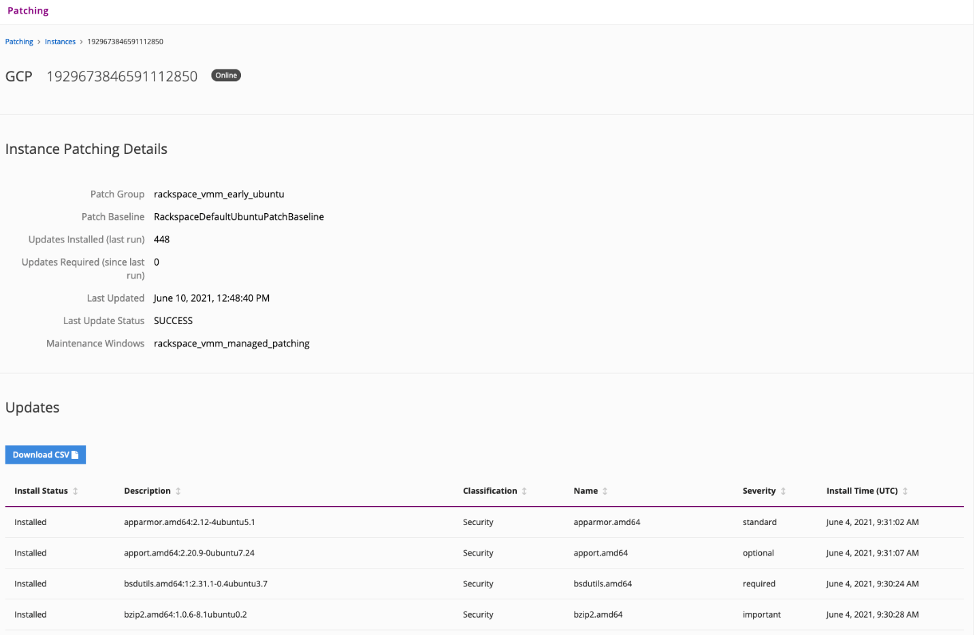 Patching
Patching > Instances > 1929673846591112850
GCP 1929673846591112850 Online
Instance Patching Details
Patch Group rackspace_vmm_early_ubuntu
Patch Baseline RackspaceDefaultUbuntuPatchBaseline
Updates Installed (last run) 448
Updates Required (since last run) 0
Last Updated June 10, 2021, 12:48:40 PM
Last Update Status SUCCESS
Maintenance Windows rackspace_vmm_managed_patching
Updates
Download CSV
Install Status Description Classification Name Severity Install Time (UTC)
Installed apparmor.amd64:2.12-4ubuntu5.1 Security apparmor.amd64 standard June 4, 2021, 9:31:02 AM
Installed apport.amd64:2.20.9-0ubuntu7.24 Security apport.amd64 optional June 4, 2021, 9:31:07 AM
Installed bsdutils.amd64:1:2.31.1-0.4ubuntu3.7 Security bsdutils.amd64 required June 4, 2021, 9:30:24 AM
Installed bzip2.amd64:1.0.6-8.1ubuntu0.2 Security bzip2.amd64 important June 4, 2021, 9:30:28 AM